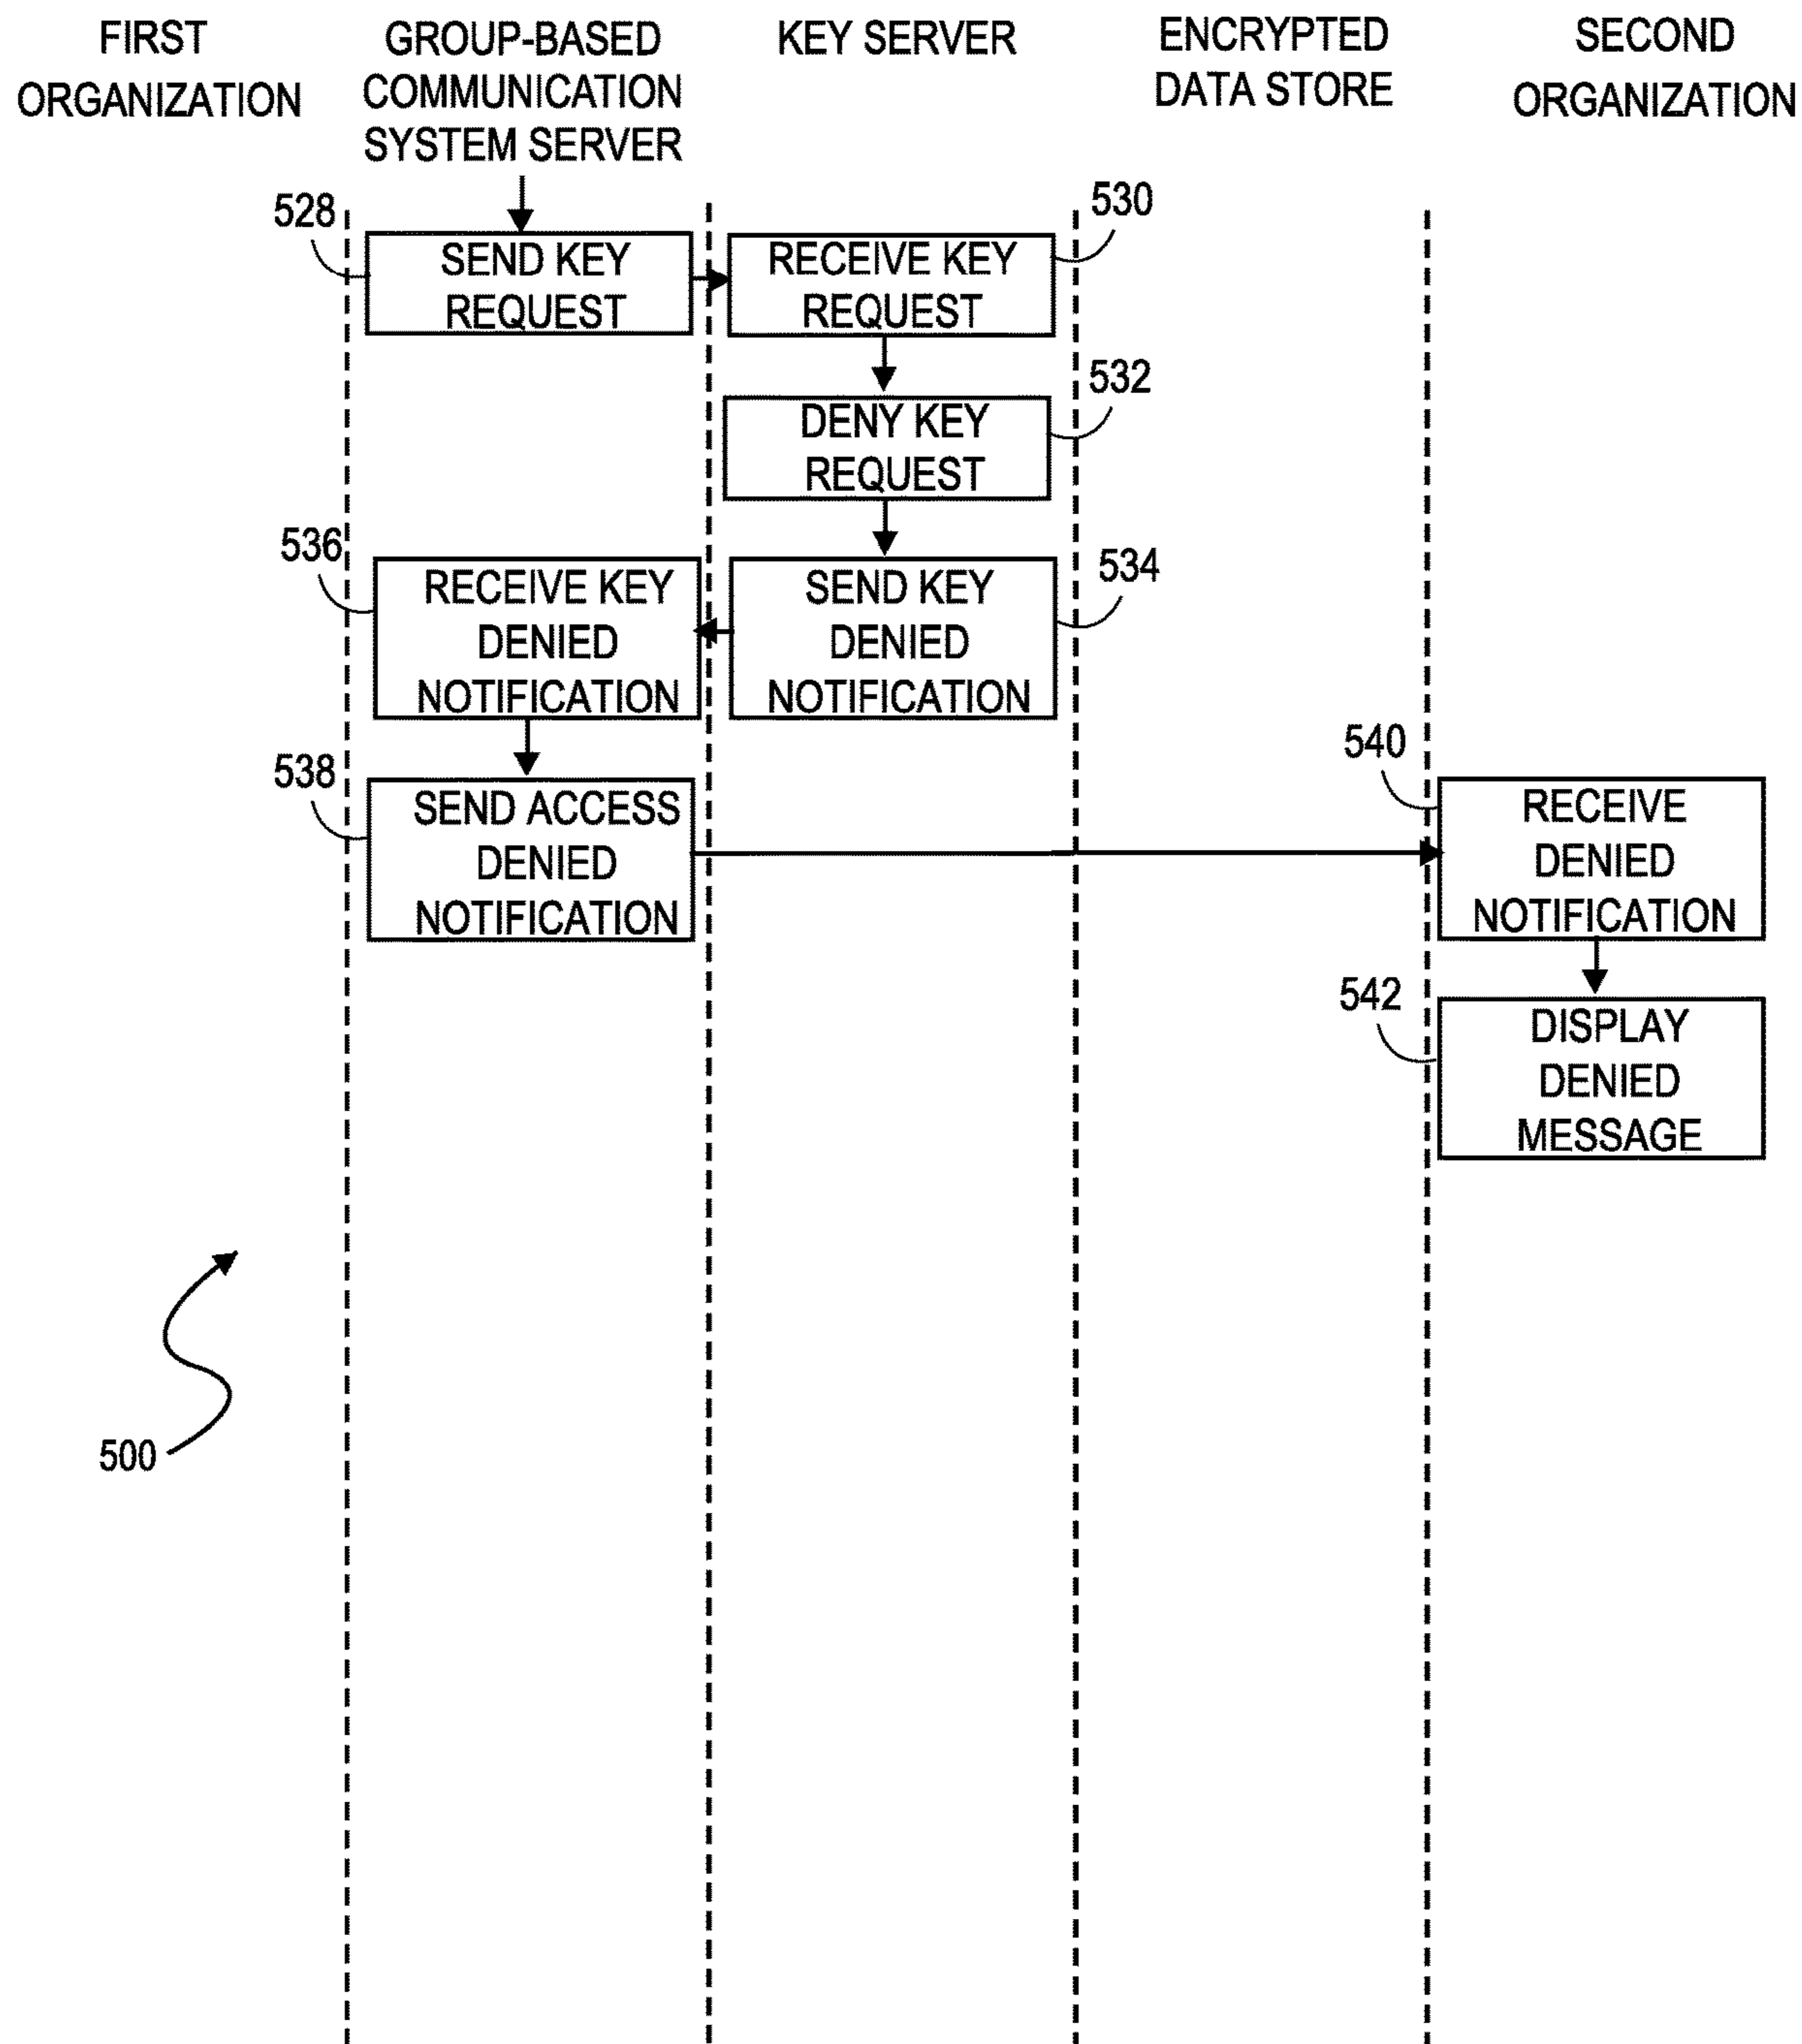 FIRST
ORGANIZATION
GROUP-BASED
COMMUNICATION
SYSTEM SERVER
KEY SERVER
ENCRYPTED
DATA STORE
SECOND
ORGANIZATION
528
SEND KEY
REQUEST
530
RECEIVE KEY
REQUEST
532
DENY KEY
REQUEST
534
SEND KEY
DENIED
NOTIFICATION
536
RECEIVE KEY
DENIED
NOTIFICATION
538
SEND ACCESS
DENIED
NOTIFICATION
540
RECEIVE
DENIED
NOTIFICATION
542
DISPLAY
DENIED
MESSAGE
500